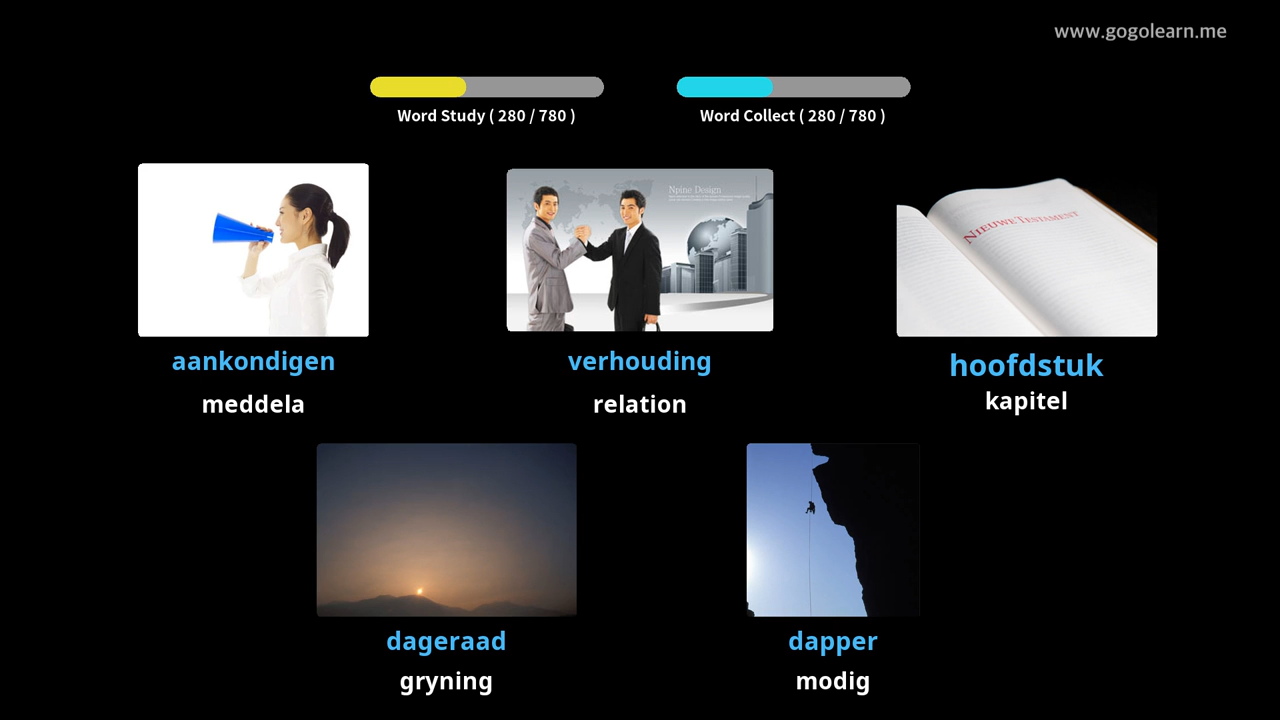 www.gogolearn.me
Word Study ( 280 / 780 )
Word Collect ( 280 / 780 )
Npine Design
NIEUWE TESTAMENT
aankondigen
verhouding
hoofdstuk
meddela
relation
kapitel
dageraad
dapper
gryning
modig